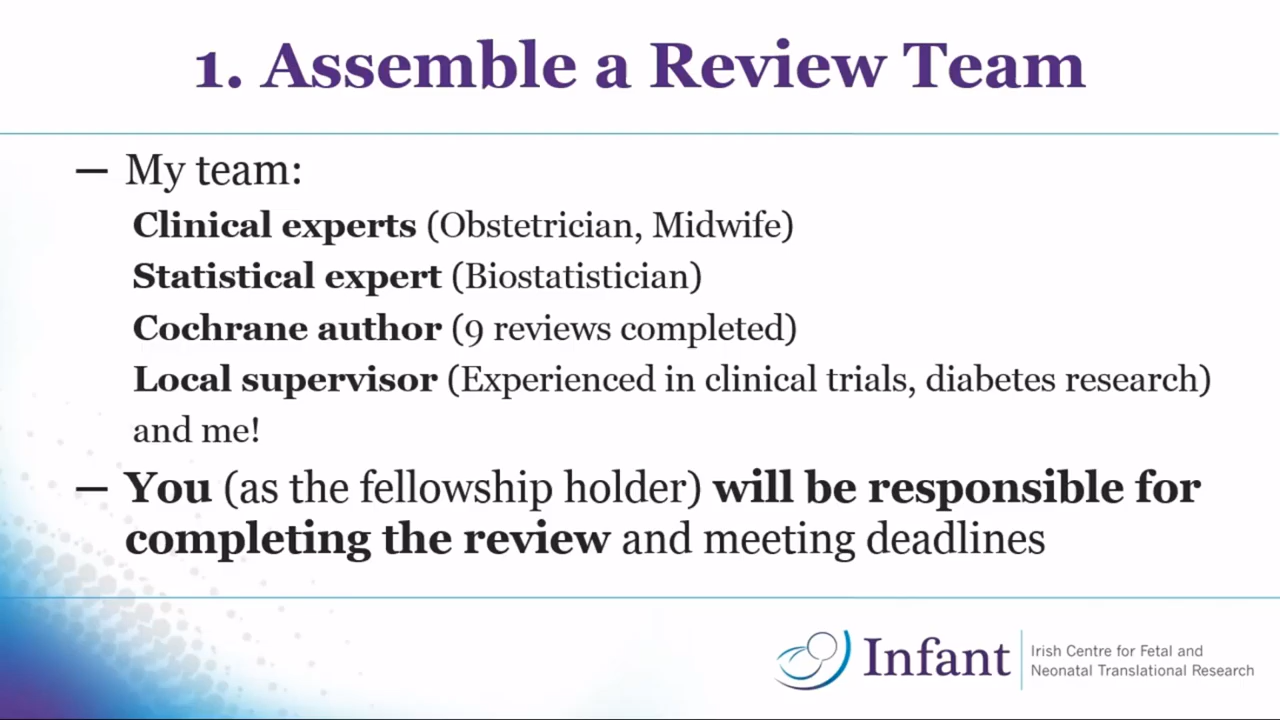 1. Assemble a Review Team
— My team:
Clinical experts (Obstetrician, Midwife)
Statistical expert (Biostatistician)
Cochrane author (9 reviews completed)
Local supervisor (Experienced in clinical trials, diabetes research)
and me!
— You (as the fellowship holder) will be responsible for
completing the review and meeting deadlines
Infant
Irish Centre for Fetal and
Neonatal Translational Research